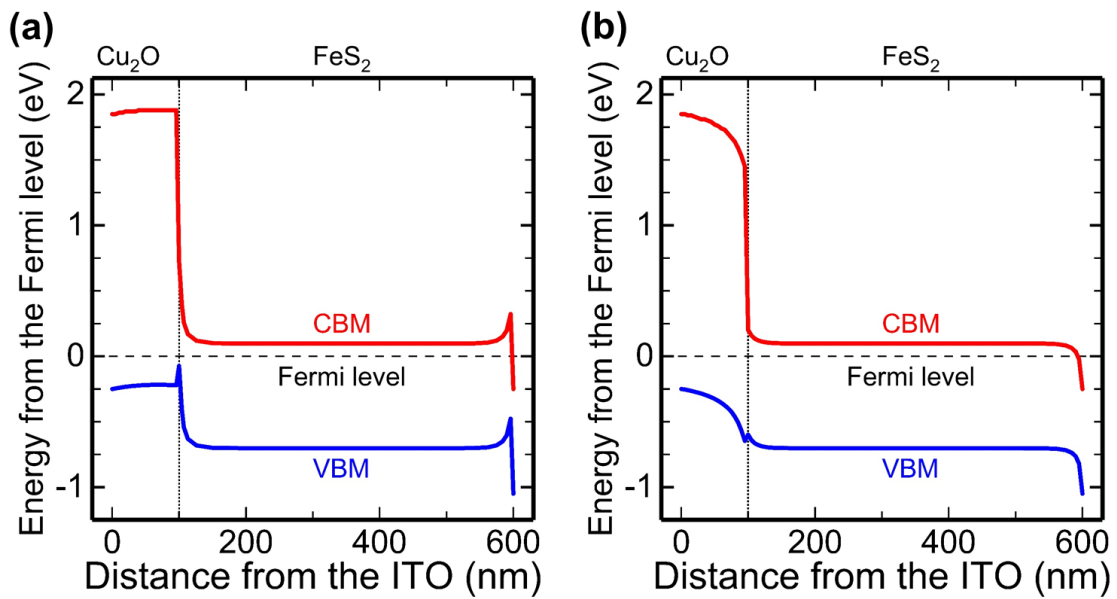 (a)
Cu₂O
FeS₂
Energy from the Fermi level (eV)
2
1
0
-1
CBM
Fermi level
VBM
0
200
400
600
Distance from the ITO (nm)
(b)
Cu₂O
FeS₂
Energy from the Fermi level (eV)
2
1
0
-1
CBM
Fermi level
VBM
0
200
400
600
Distance from the ITO (nm)